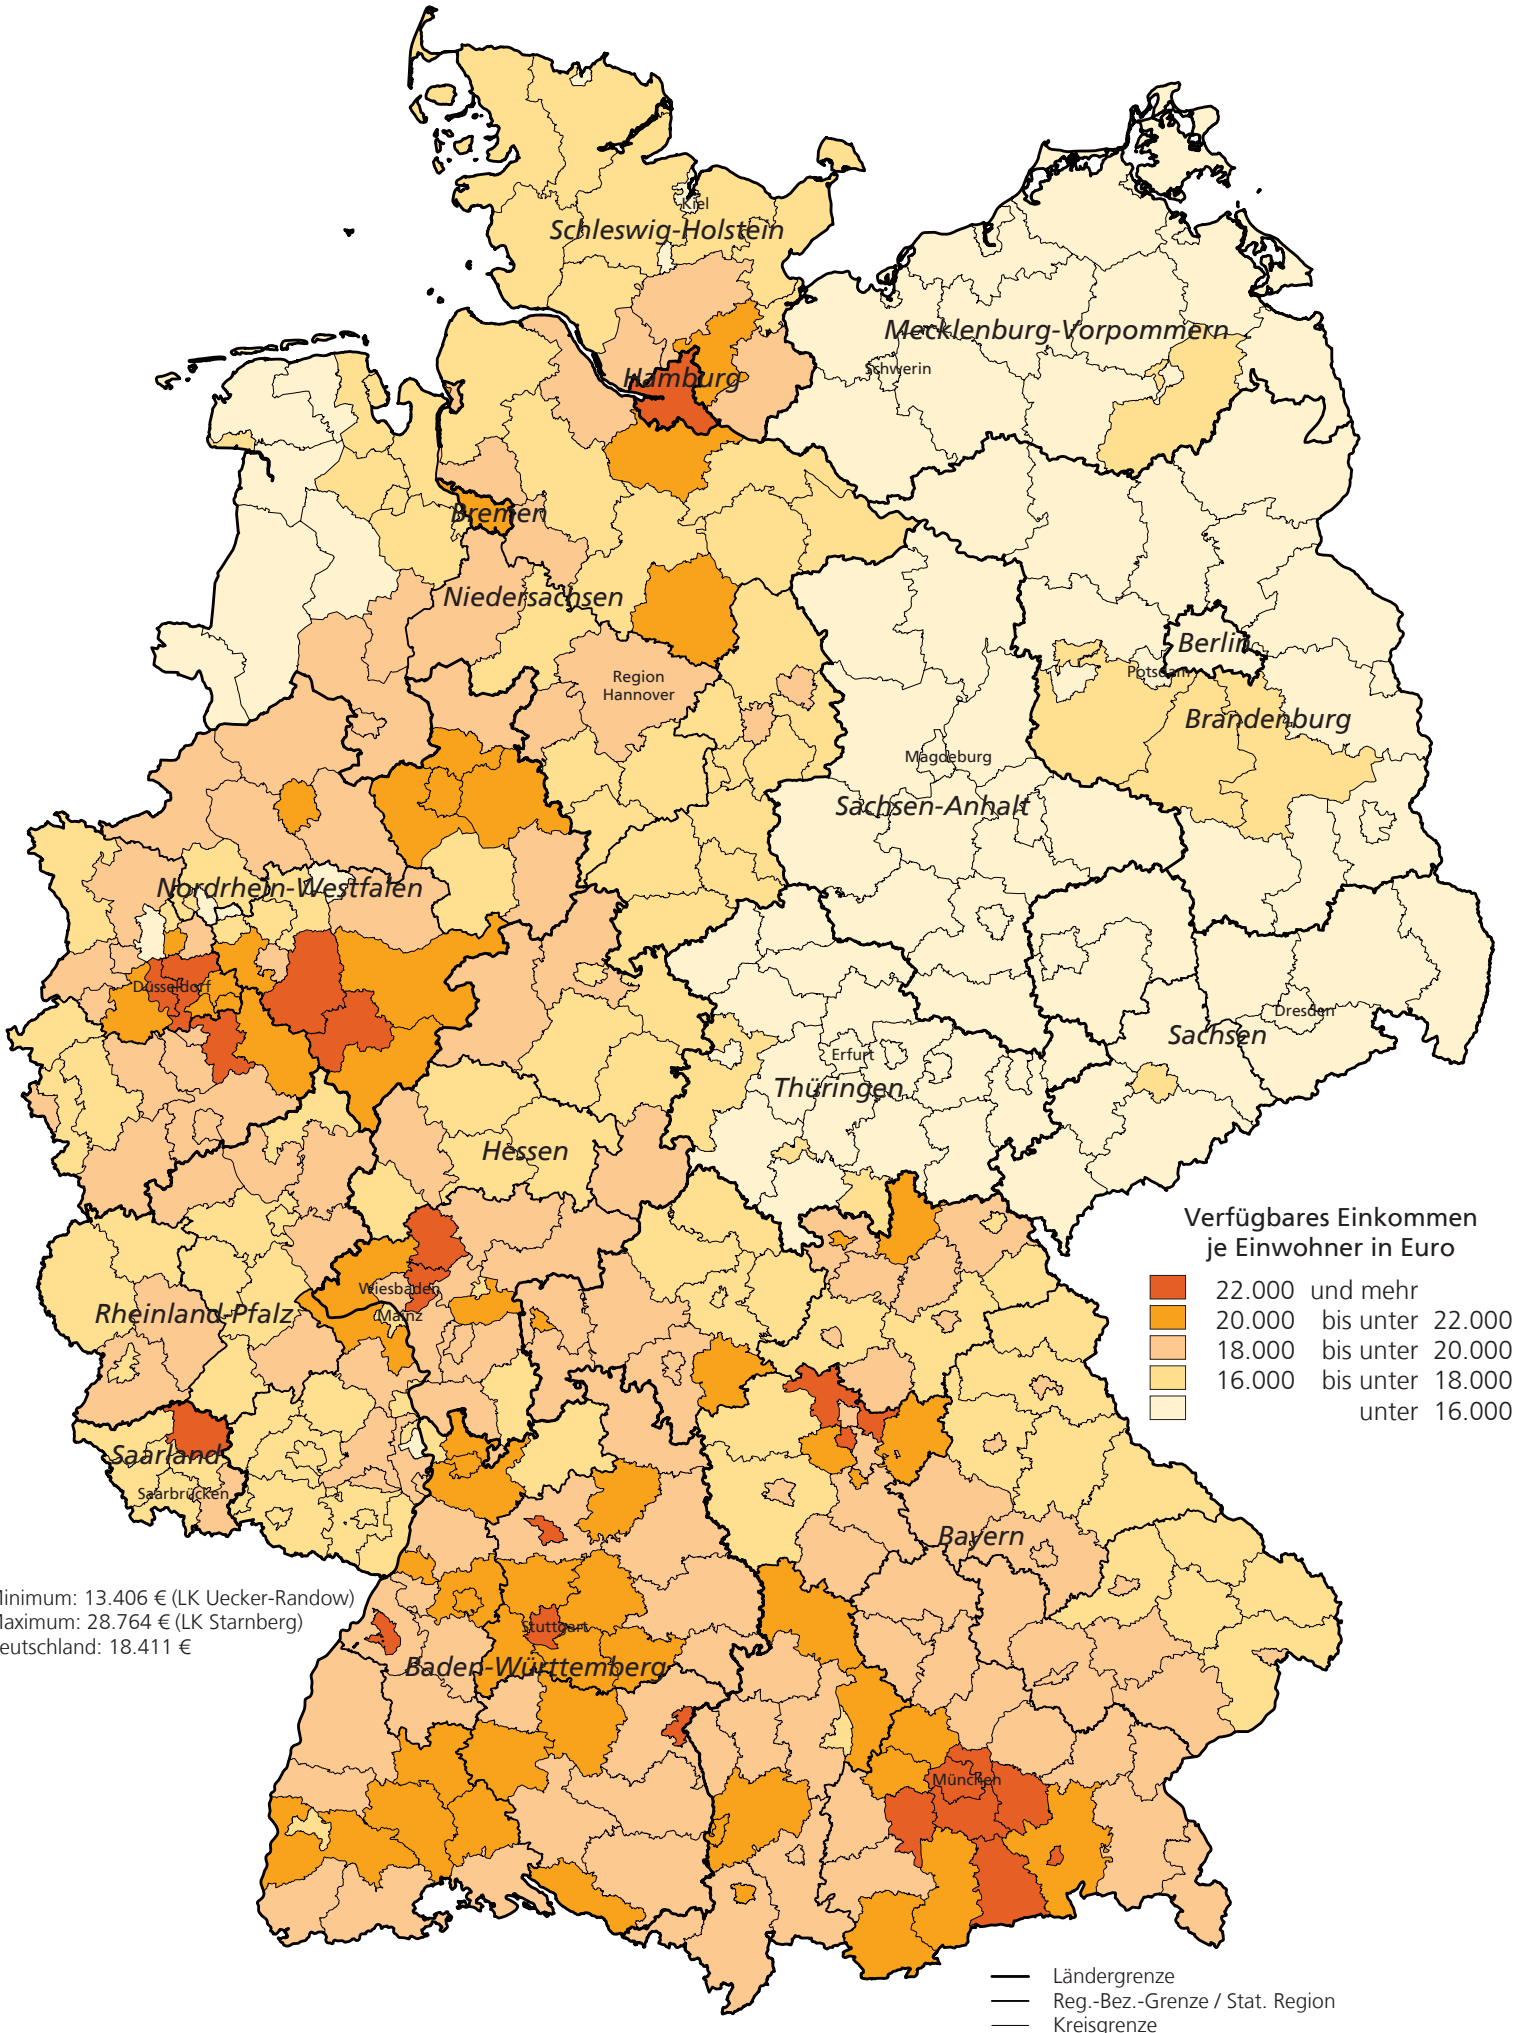 Kiel
Schleswig-Holstein
Mecklenburg-Vorpommern
Schwerin
Hamburg
Bremen
Niedersachsen
Berlin
Potsdam
Region
Hannover
Brandenburg
Magdeburg
Sachsen-Anhalt
Nordrhein-Westfalen
Düsseldorf
Dresden
Sachsen
Erfurt
Thüringen
Hessen
Verfügbares Einkommen
je Einwohner in Euro
22.000 und mehr
20.000 bis unter 22.000
18.000 bis unter 20.000
16.000 bis unter 18.000
unter 16.000
Wiesbaden
Rheinland-Pfalz
Mainz
Saarland
Saarbrücken
Bayern
inimum: 13.406 € (LK Uecker-Randow)
aximum: 28.764 € (LK Starnberg)
eutschland: 18.411 €
Stuttgart
Baden-Württemberg
München
Ländergrenze
Reg.-Bez.-Grenze / Stat. Region
Kreisgrenze